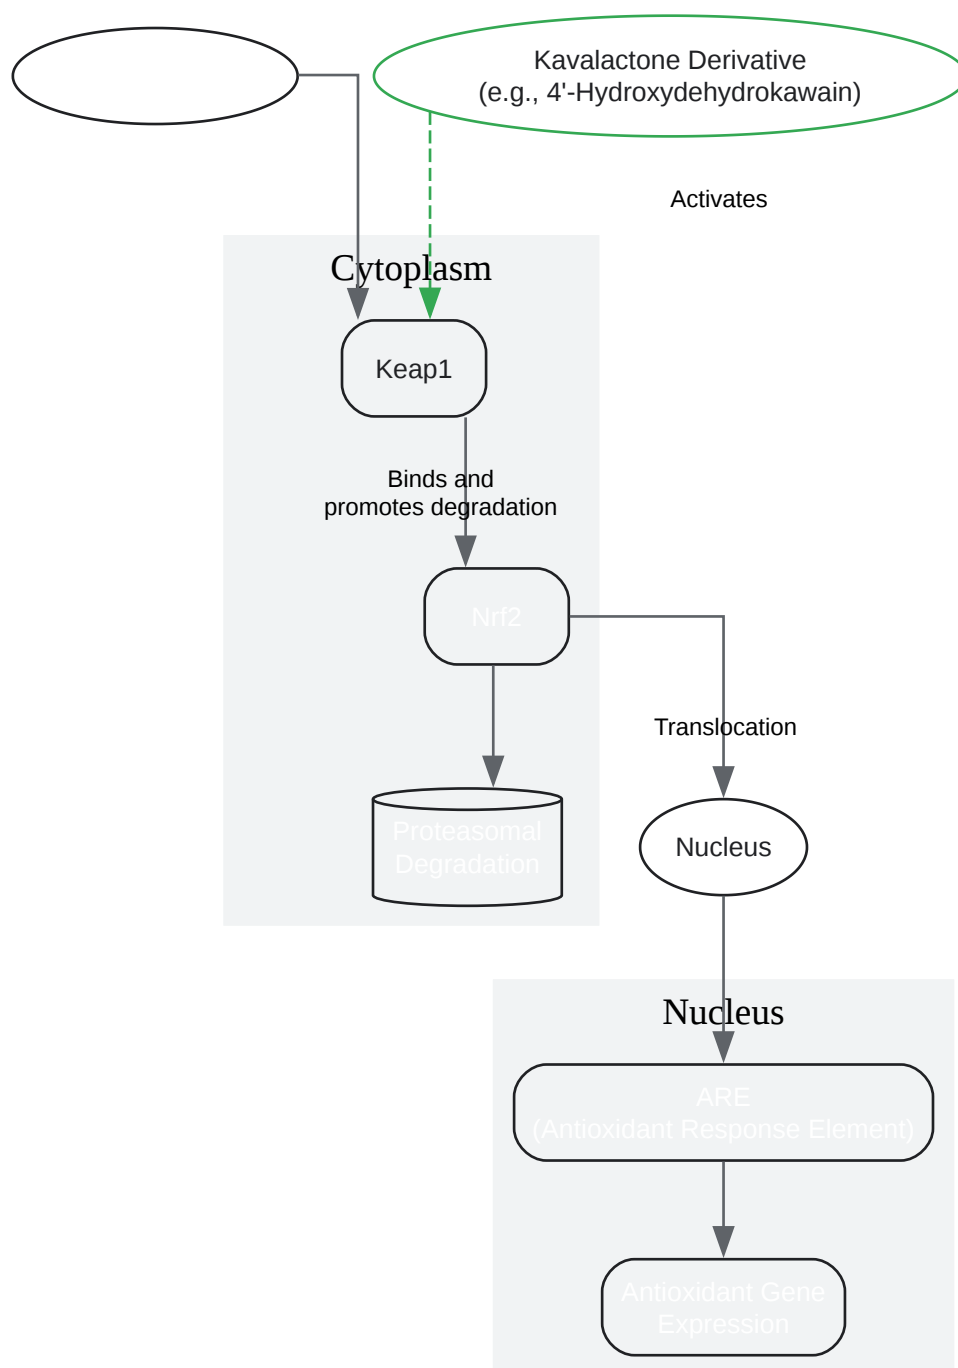 Kavalactone Derivative
(e.g., 4'-Hydroxydehydrokawain)
Activates
Cytoplasm
Keap1
Binds and
promotes degradation
Nrf2
Translocation
Proteasomal
Degradation
Nucleus
Nucleus
ARE
(Antioxidant Response Element)
Antioxidant Gene
Expression